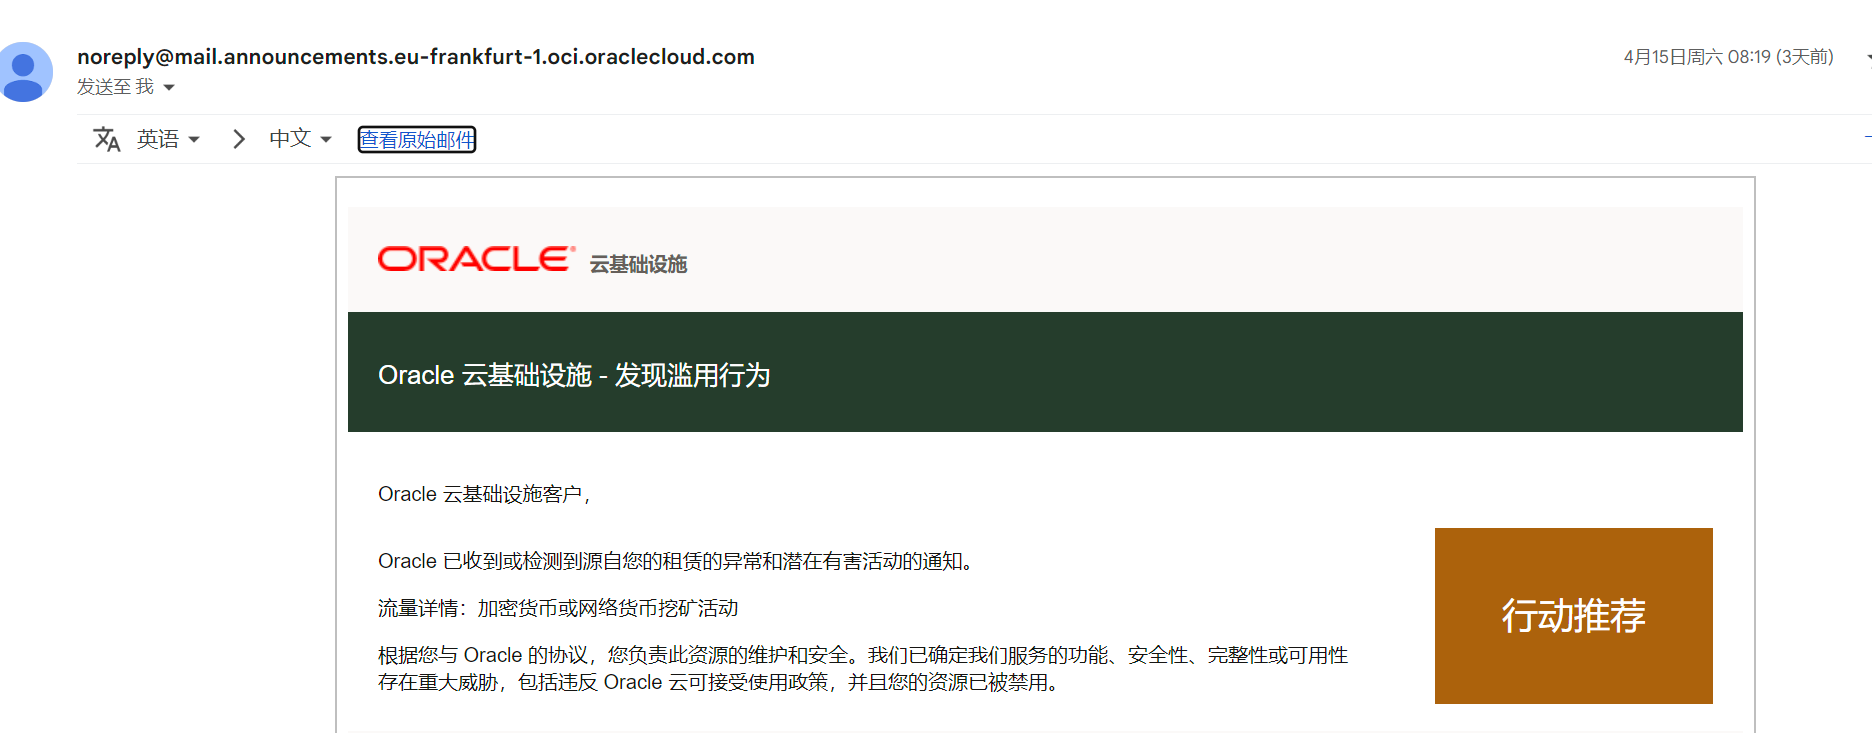 noreply@mail.announcements.eu-frankfurt-1.oci.oraclecloud.com
4月15日周六 08:19 (3天前)
发送至 我
英语
中文
查看原始邮件
ORACLE® 云基础设施
Oracle 云基础设施 - 发现滥用行为
Oracle 云基础设施客户，
Oracle 已收到或检测到源自您的租赁的异常和潜在有害活动的通知。
流量详情：加密货币或网络货币挖矿活动
根据您与 Oracle 的协议，您负责此资源的维护和安全。我们已确定我们服务的功能、安全性、完整性或可用性
存在重大威胁，包括违反 Oracle 云可接受使用政策，并且您的资源已被禁用。
行动推荐